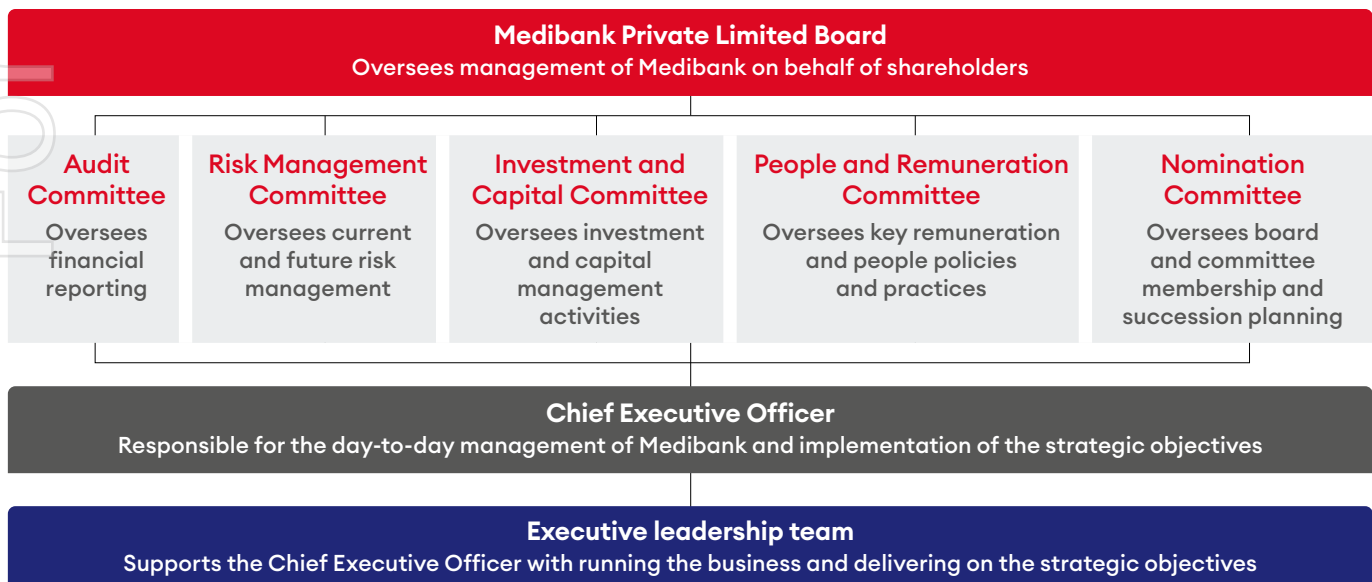 Medibank Private Limited Board
Oversees management of Medibank on behalf of shareholders
Audit
Committee
Oversees
financial
reporting
Risk Management
Committee
Oversees current
and future risk
management
Investment and
Capital Committee
Oversees investment
and capital
management
activities
People and Remuneration
Committee
Oversees key remuneration
and people policies
and practices
Nomination
Committee
Oversees board
and committee
membership and
succession planning
Chief Executive Officer
Responsible for the day-to-day management of Medibank and implementation of the strategic objectives
Executive leadership team
Supports the Chief Executive Officer with running the business and delivering on the strategic objectives